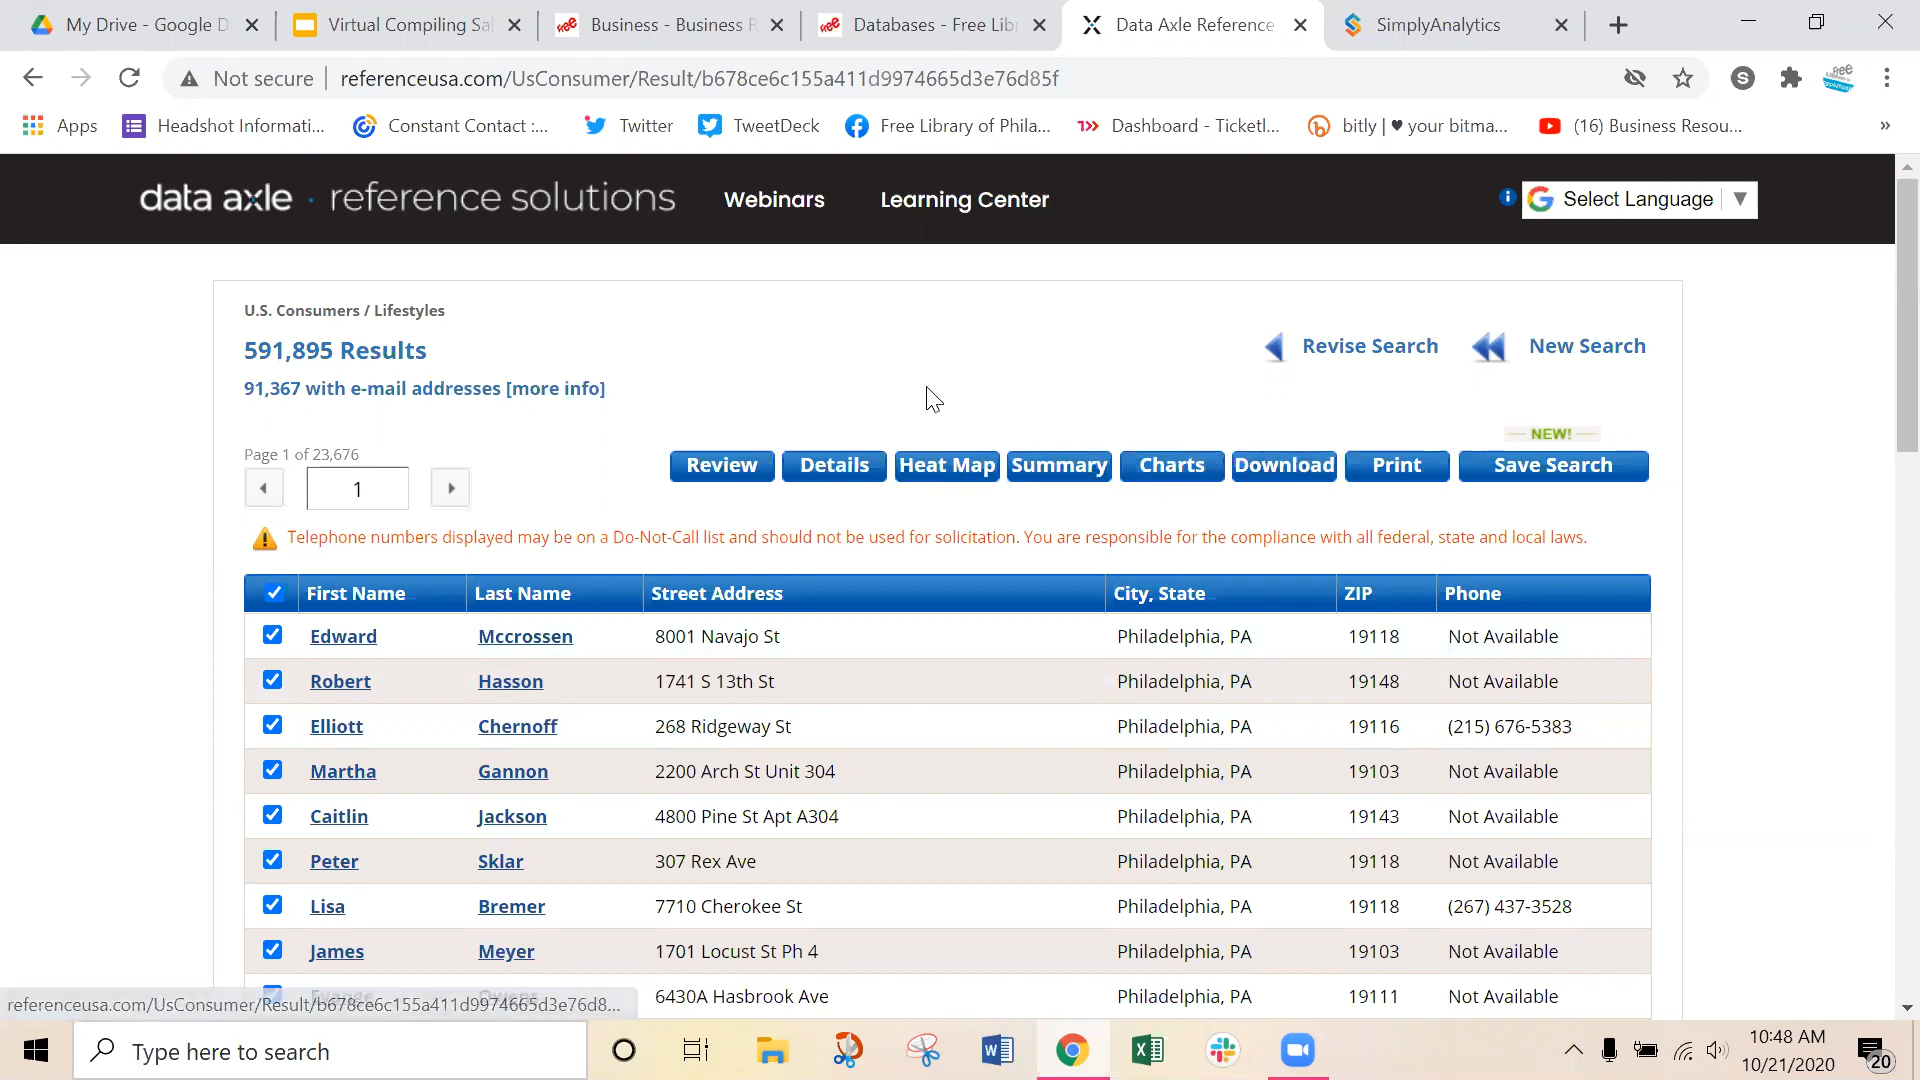 My Drive - Google D
Virtual Compiling Sal
Business - Business R
Databases - Free Libr
Data Axle Reference
SimplyAnalytics
Not secure referenceusa.com/UsConsumer/Result/b678ce6c155a411d9974665d3e76d85f
Apps Headshot Informati... Constant Contact :... Twitter TweetDeck Free Library of Phila... Dashboard - Ticketl... bitly | ♥ your bitma... (16) Business Resou... »
data axle · reference solutions Webinars Learning Center Select Language ▼
U.S. Consumers / Lifestyles
591,895 Results
91,367 with e-mail addresses [more info]
Revise Search New Search
NEW!
Page 1 of 23,676
1
Review Details Heat Map Summary Charts Download Print Save Search
Telephone numbers displayed may be on a Do-Not-Call list and should not be used for solicitation. You are responsible for the compliance with all federal, state and local laws.
First Name Last Name Street Address City, State ZIP Phone
Edward Mccrossen 8001 Navajo St Philadelphia, PA 19118 Not Available
Robert Hasson 1741 S 13th St Philadelphia, PA 19148 Not Available
Elliott Chernoff 268 Ridgeway St Philadelphia, PA 19116 (215) 676-5383
Martha Gannon 2200 Arch St Unit 304 Philadelphia, PA 19103 Not Available
Caitlin Jackson 4800 Pine St Apt A304 Philadelphia, PA 19143 Not Available
Peter Sklar 307 Rex Ave Philadelphia, PA 19118 Not Available
Lisa Bremer 7710 Cherokee St Philadelphia, PA 19118 (267) 437-3528
James Meyer 1701 Locust St Ph 4 Philadelphia, PA 19103 Not Available
6430A Hasbrook Ave Philadelphia, PA 19111 Not Available
referenceusa.com/UsConsumer/Result/b678ce6c155a411d9974665d3e76d8...
Type here to search
10:48 AM
10/21/2020
20